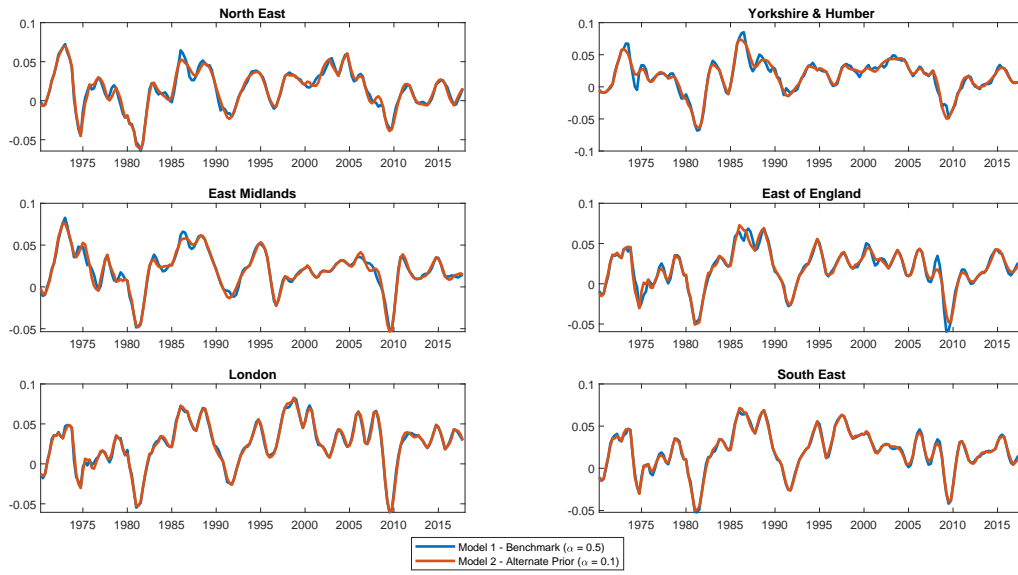 North East
0.1
0.05
0
-0.05
1975 1980 1985 1990 1995 2000 2005 2010 2015
Yorkshire & Humber
0.1
0.05
0
-0.05
-0.1
1975 1980 1985 1990 1995 2000 2005 2010 2015
East Midlands
0.1
0.05
0
-0.05
1975 1980 1985 1990 1995 2000 2005 2010 2015
East of England
0.1
0.05
0
-0.05
1975 1980 1985 1990 1995 2000 2005 2010 2015
London
0.1
0.05
0
-0.05
1975 1980 1985 1990 1995 2000 2005 2010 2015
South East
0.1
0.05
0
-0.05
1975 1980 1985 1990 1995 2000 2005 2010 2015
Model 1 - Benchmark (α = 0.5)
Model 2 - Alternate Prior (α = 0.1)